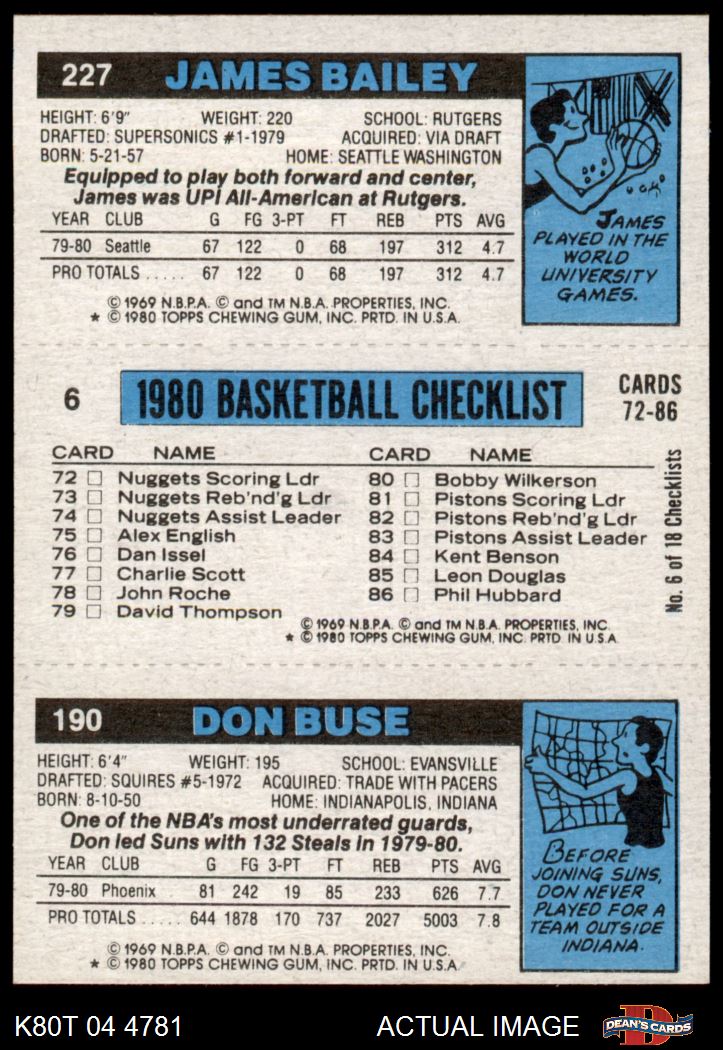 227 JAMES BAILEY
HEIGHT: 6'9" WEIGHT: 220 SCHOOL: RUTGERS
DRAFTED: SUPERSONICS #1-1979 ACQUIRED: VIA DRAFT
BORN: 5-21-57 HOME: SEATTLE WASHINGTON
Equipped to play both forward and center,
James was UPI All-American at Rutgers.
YEAR CLUB G FG 3-PT FT REB PTS AVG
79-80 Seattle 67 122 0 68 197 312 4.7
PRO TOTALS ..... 67 122 0 68 197 312 4.7
© 1969 N.B.P.A. © and TM N.B.A. PROPERTIES, INC.
* © 1980 TOPPS CHEWING GUM, INC. PRTD. IN U.S.A.
JAMES
PLAYED IN THE
WORLD
UNIVERSITY
GAMES.
6 1980 BASKETBALL CHECKLIST CARDS
72-86
CARD NAME
72 □ Nuggets Scoring Ldr
73 □ Nuggets Reb'nd'g Ldr
74 □ Nuggets Assist Leader
75 □ Alex English
76 □ Dan Issel
77 □ Charlie Scott
78 □ John Roche
79 □ David Thompson
CARD NAME
80 □ Bobby Wilkerson
81 □ Pistons Scoring Ldr
82 □ Pistons Reb'nd'g Ldr
83 □ Pistons Assist Leader
84 □ Kent Benson
85 □ Leon Douglas
86 □ Phil Hubbard
No. 6 of 18 Checklists
© 1969 N.B.P.A. © and TM N.B.A. PROPERTIES, INC.
* © 1980 TOPPS CHEWING GUM, INC. PRTD. IN U.S.A.
190 DON BUSE
HEIGHT: 6'4" WEIGHT: 195 SCHOOL: EVANSVILLE
DRAFTED: SQUIRES #5-1972 ACQUIRED: TRADE WITH PACERS
BORN: 8-10-50 HOME: INDIANAPOLIS, INDIANA
One of the NBA's most underrated guards,
Don led Suns with 132 Steals in 1979-80.
YEAR CLUB G FG 3-PT FT REB PTS AVG
79-80 Phoenix 81 242 19 85 233 626 7.7
PRO TOTALS ..... 644 1878 170 737 2027 5003 7.8
© 1969 N.B.P.A. © and TM N.B.A. PROPERTIES, INC.
* © 1980 TOPPS CHEWING GUM, INC. PRTD. IN U.S.A.
BEFORE
JOINING SUNS,
DON NEVER
PLAYED FOR A
TEAM OUTSIDE
INDIANA.
K80T 04 4781 ACTUAL IMAGE D DEAN'S CARDS